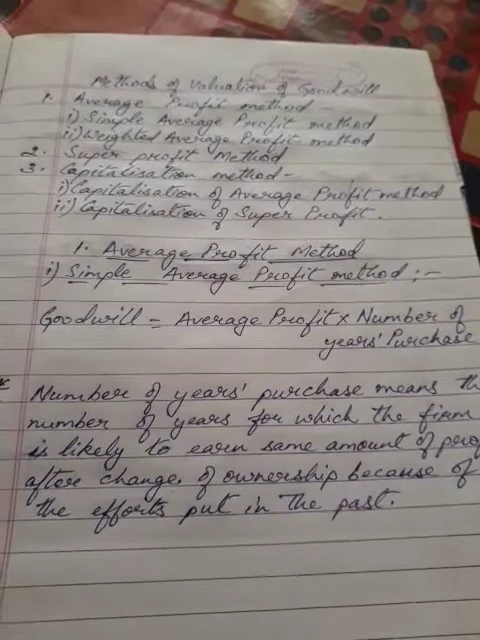 Methods of valuation of Goodwill
1. Average Profit method
i) Simple Average Profit method
ii) Weighted Average Profit method
2. Super profit Method
3. Capitalisation method -
i) Capitalisation of Average Profit method
ii) Capitalisation of Super Profit.
1. Average Profit Method
i) Simple Average Profit method :-
Goodwill = Average Profit x Number of
years' Purchase
* Number of years' purchase means th
number of years for which the firm
is likely to earn same amount of prof
after change. of ownership because of
the efforts put in the past.